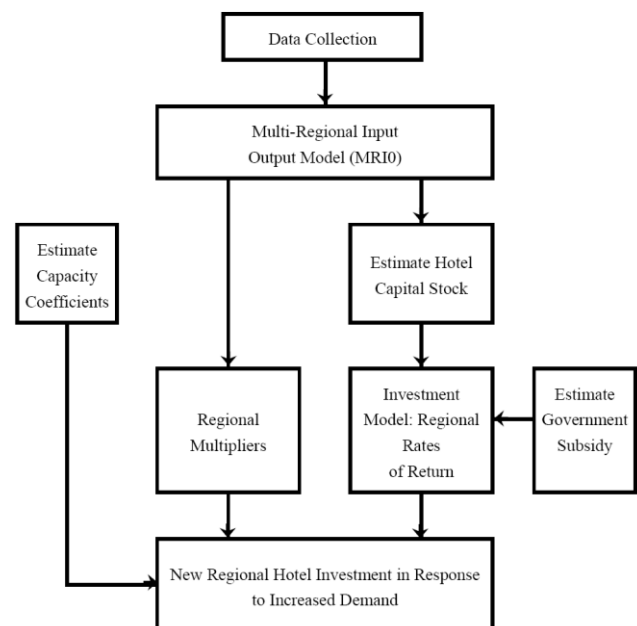 Data Collection
Multi-Regional Input
Output Model (MRI0)
Estimate
Capacity
Coefficients
Estimate Hotel
Capital Stock
Regional
Multipliers
Investment
Model: Regional
Rates
of Return
Estimate
Government
Subsidy
New Regional Hotel Investment in Response
to Increased Demand